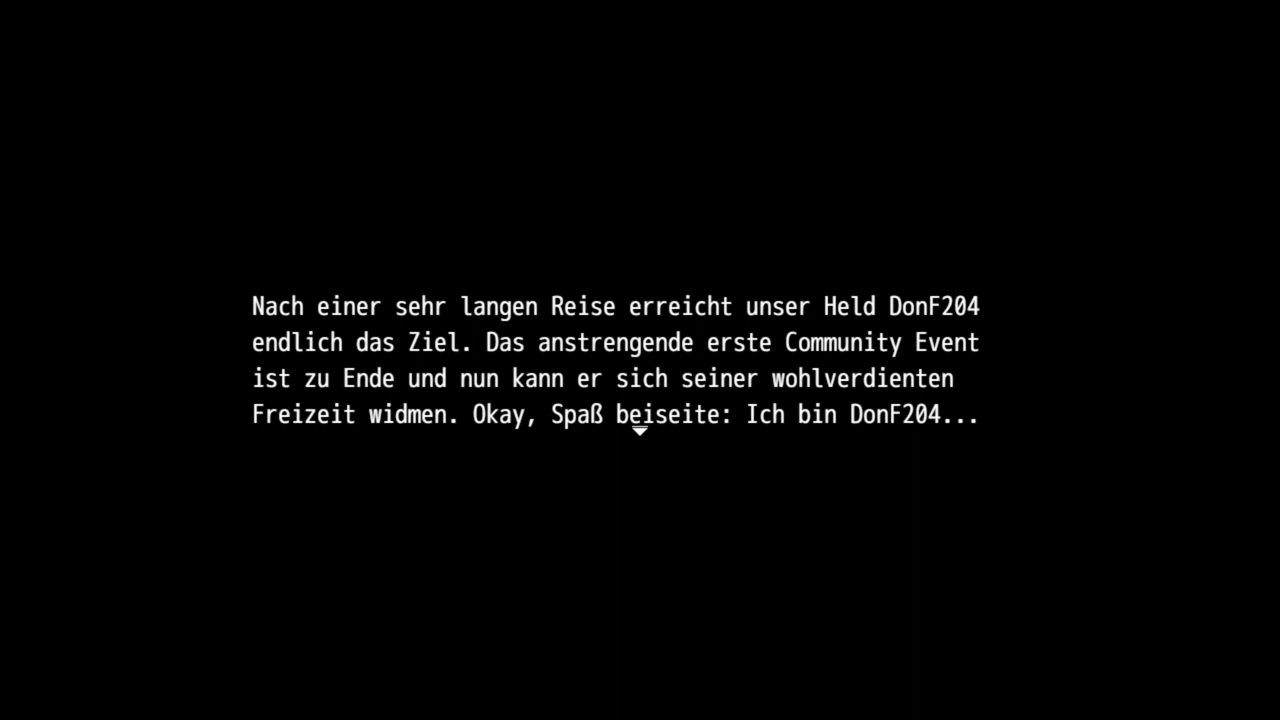 Nach einer sehr langen Reise erreicht unser Held DonF204
endlich das Ziel. Das anstrengende erste Community Event
ist zu Ende und nun kann er sich seiner wohlverdienten
Freizeit widmen. Okay, Spaß beiseite: Ich bin DonF204...